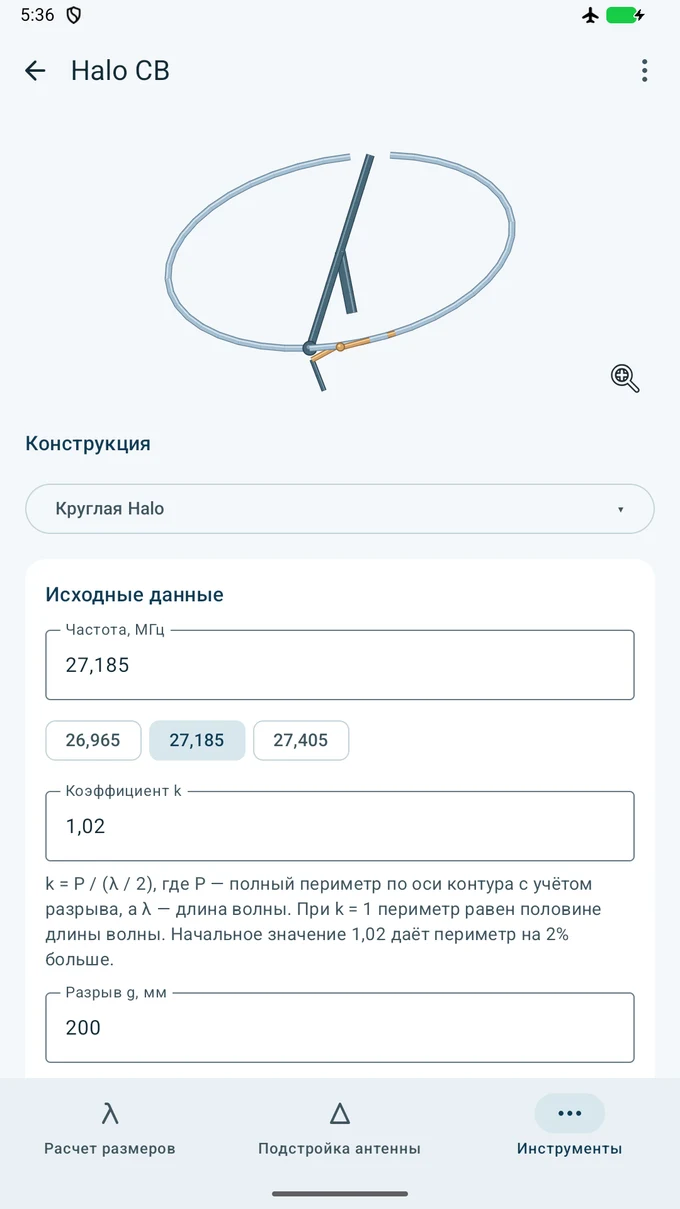 5:36
Halo CB
Конструкция
Круглая Halo
Исходные данные
Частота, МГц
27,185
26,965 27,185 27,405
Коэффициент k
1,02
k = P / (λ / 2), где P — полный периметр по оси контура с учётом
разрыва, а λ — длина волны. При k = 1 периметр равен половине
длины волны. Начальное значение 1,02 даёт периметр на 2%
больше.
Разрыв g, мм
200
λ Δ
Расчет размеров Подстройка антенны Инструменты